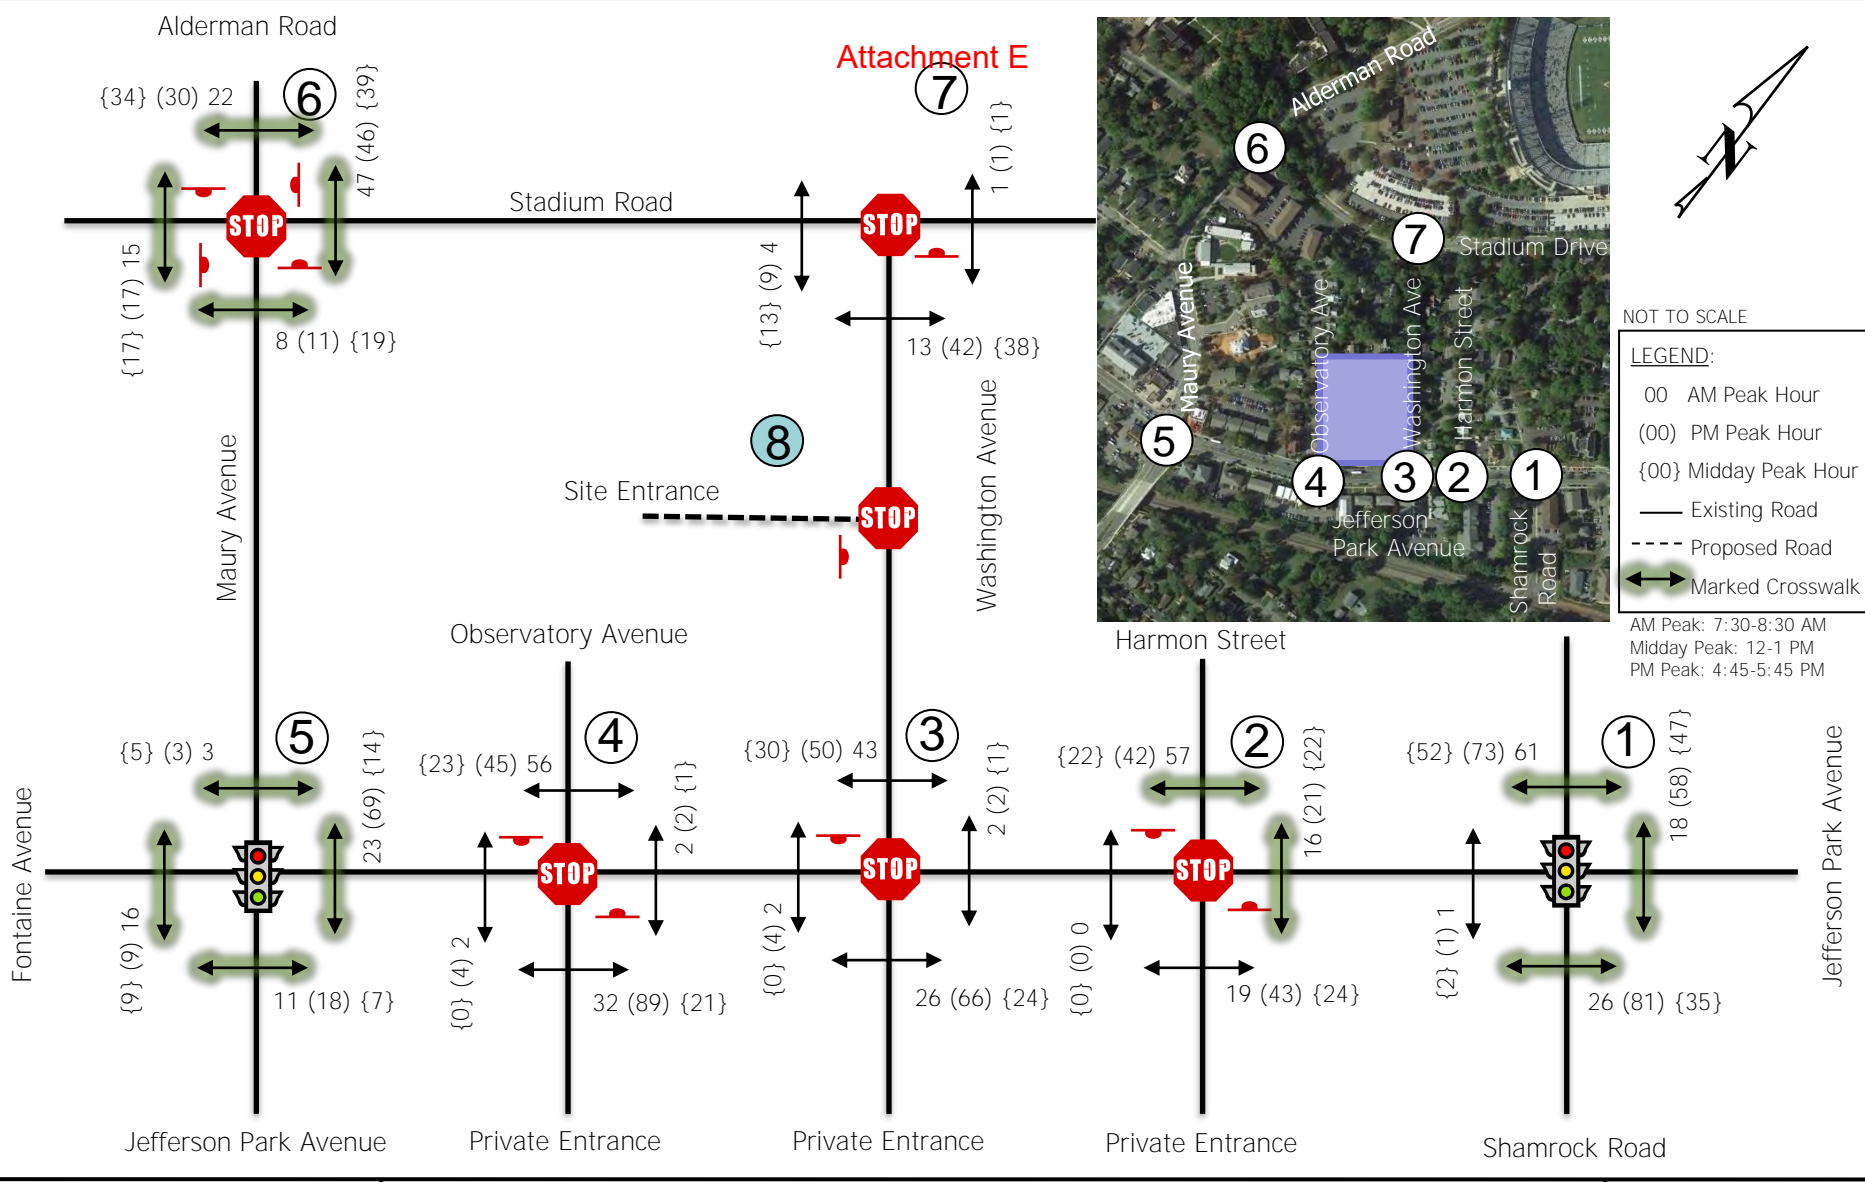 Alderman Road
Attachment E
6
7
{34} (30) 22
47 (46) {39}
{17} (17) 15
8 (11) {19}
STOP
Stadium Road
STOP
1 (1) {1}
{13} (9) 4
13 (42) {38}
8
Site Entrance
STOP
Maury Avenue
Washington Avenue
Alderman Road
6
7
Stadium Drive
Maury Avenue
Observatory Ave
Washington Ave
Harmon Street
5
4
3
2
1
Jefferson
Park Avenue
Shamrock
Road
N
NOT TO SCALE
LEGEND:
00 AM Peak Hour
(00) PM Peak Hour
{00} Midday Peak Hour
Existing Road
Proposed Road
Marked Crosswalk
AM Peak: 7:30-8:30 AM
Midday Peak: 12-1 PM
PM Peak: 4:45-5:45 PM
Observatory Avenue
Harmon Street
5
{5} (3) 3
23 (69) {14}
{9} (9) 16
11 (18) {7}
4
{23} (45) 56
2 (2) {1}
STOP
{0} (4) 2
32 (89) {21}
3
{30} (50) 43
2 (2) {1}
STOP
{0} (4) 2
26 (66) {24}
2
{22} (42) 57
16 (21) {22}
STOP
{0} (0) 0
19 (43) {24}
1
{52} (73) 61
18 (58) {47}
{2} (1) 1
26 (81) {35}
Fontaine Avenue
Jefferson Park Avenue
Jefferson Park Avenue
Private Entrance
Private Entrance
Private Entrance
Shamrock Road